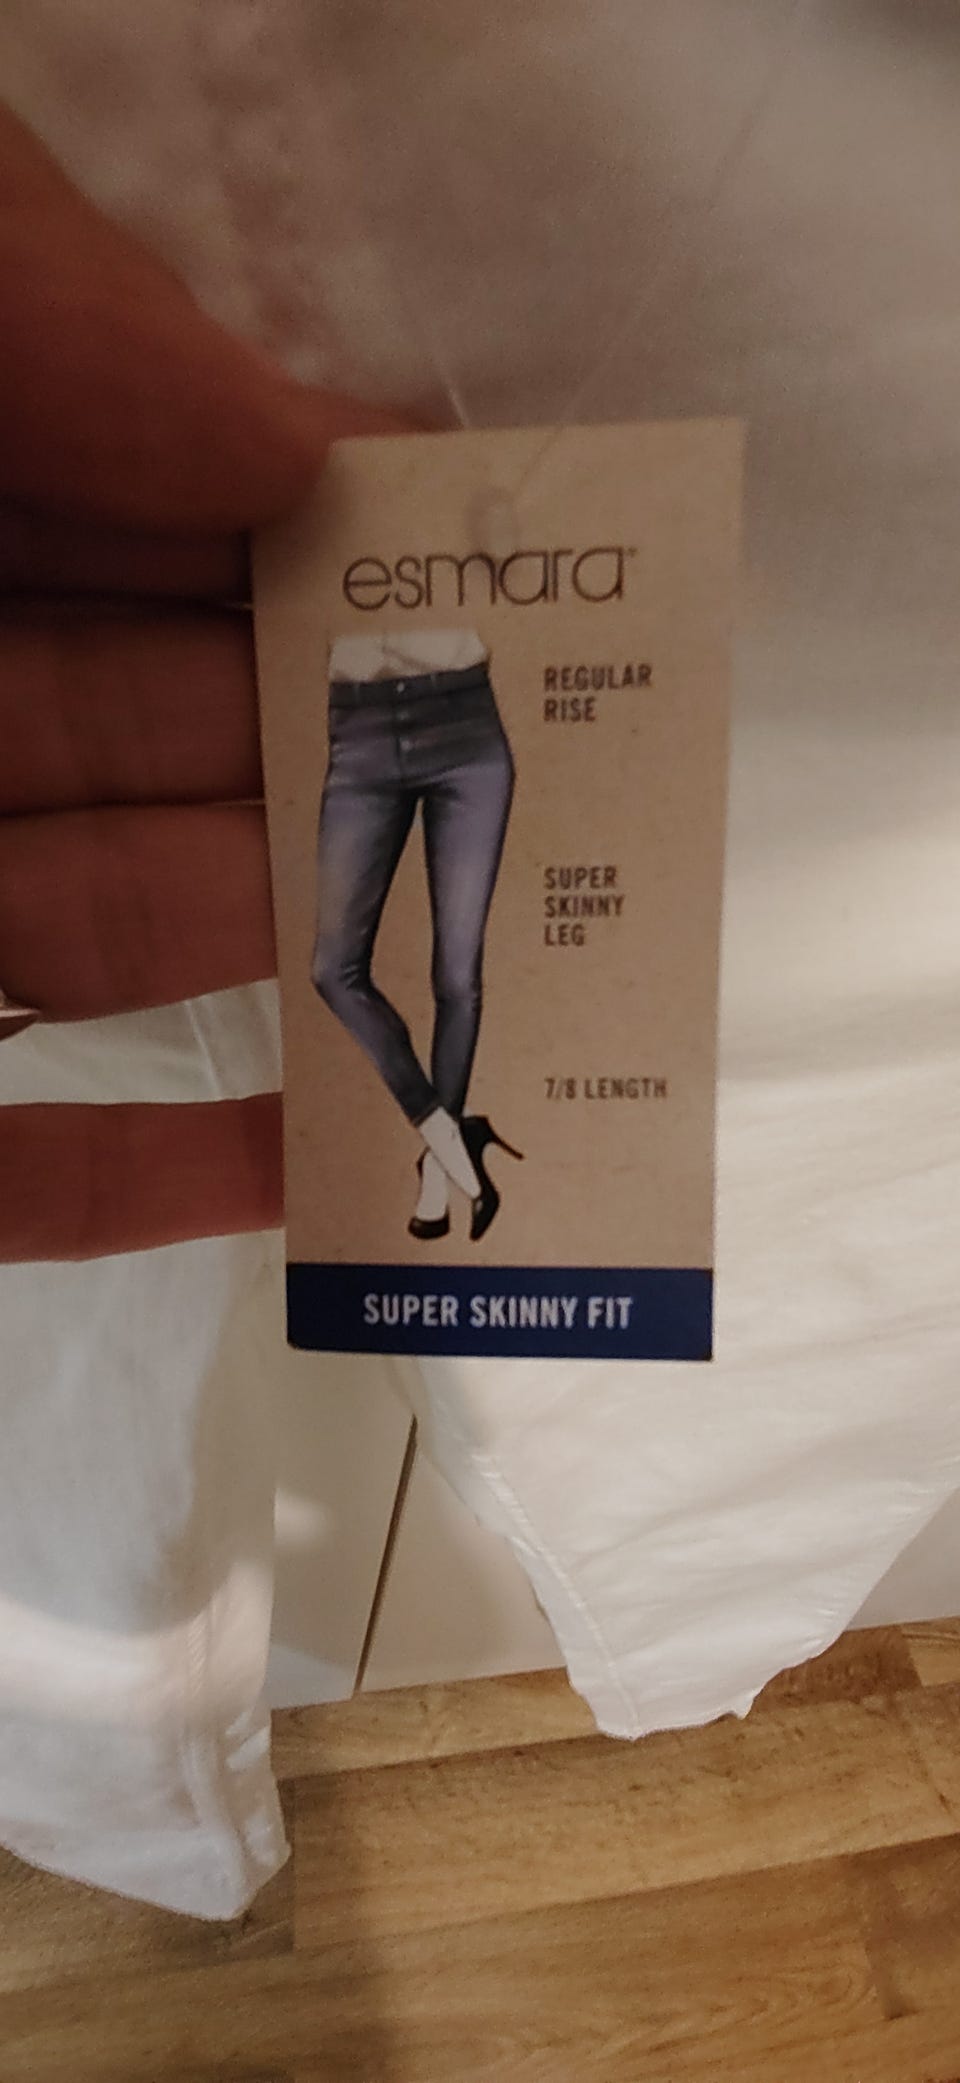 esmara
REGULAR
RISE
SUPER
SKINNY
LEG
7/8 LENGTH
SUPER SKINNY FIT